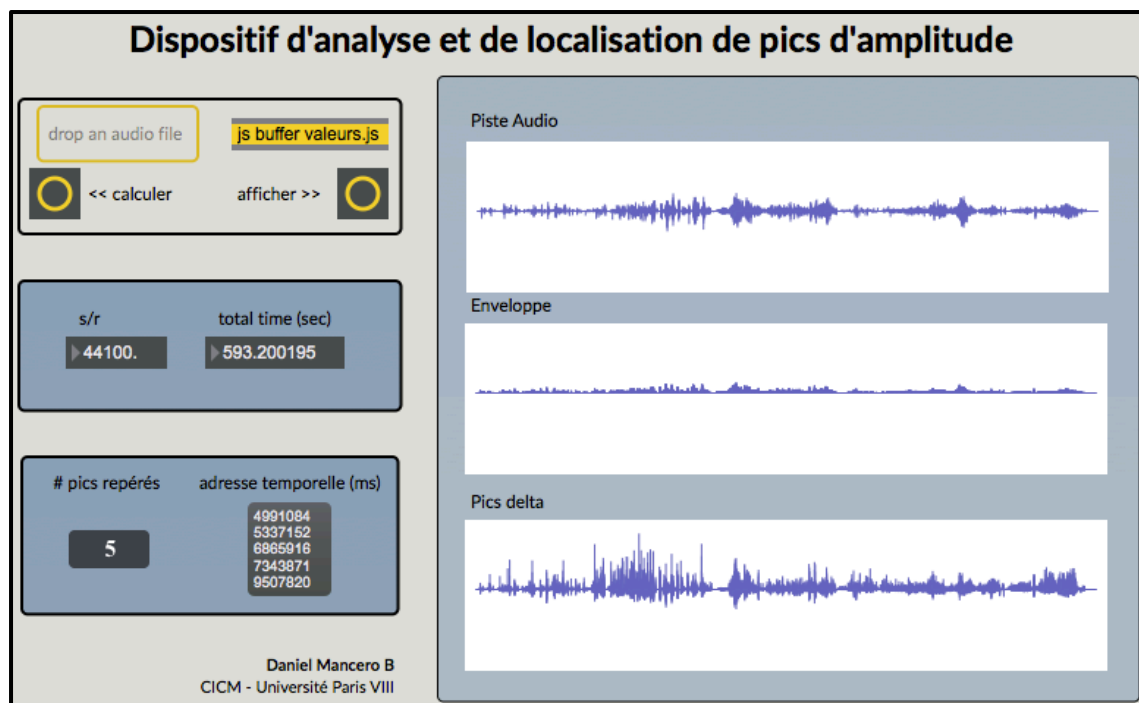 Dispositif d'analyse et de localisation de pics d'amplitude
drop an audio file
js buffer valeurs.js
<< calculer
afficher >>
s/r
total time (sec)
44100.
593.200195
# pics repérés
adresse temporelle (ms)
5
4991084
5337152
6865916
7343871
9507820
Daniel Mancero B
CICM - Université Paris VIII
Piste Audio
Enveloppe
Pics delta